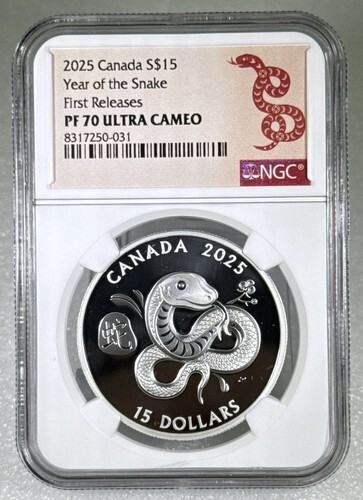 2025 Canada S$15
Year of the Snake
First Releases
PF 70 ULTRA CAMEO
8317250-031
NGC
CANADA 2025
蛇
15 DOLLARS